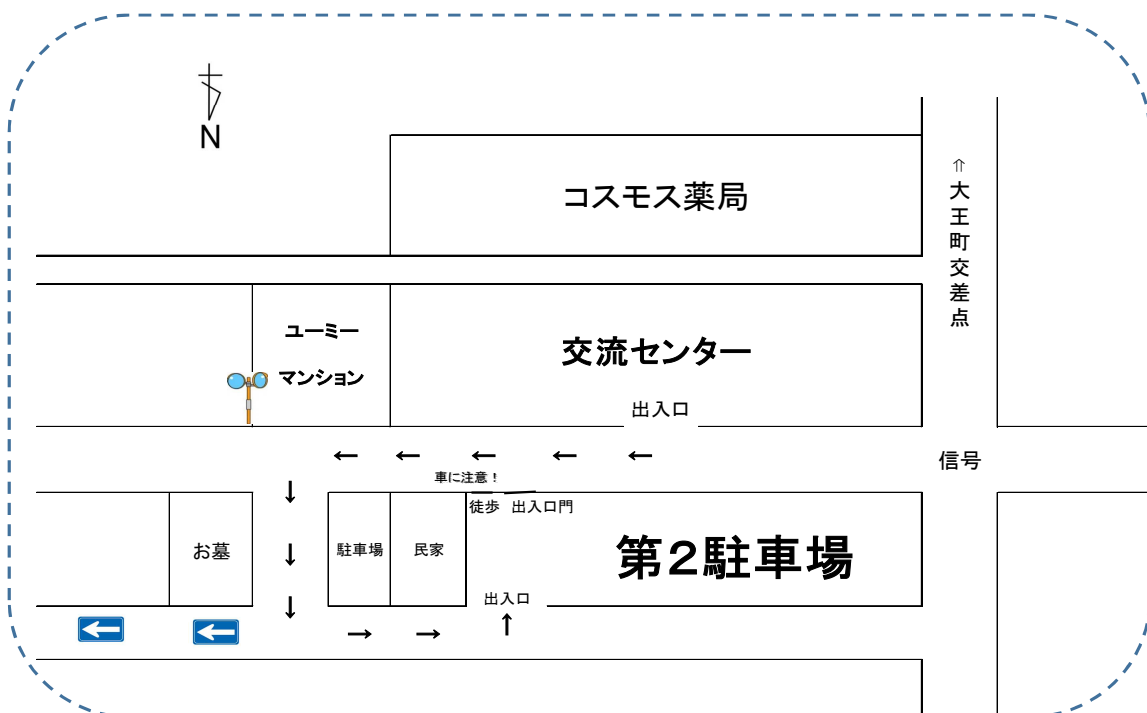 N
コスモス薬局
⇑大王町交差点
ユーミー
マンション
交流センター
出入口
信号
車に注意！
徒歩 出入口門
お墓
駐車場
民家
第2駐車場
出入口